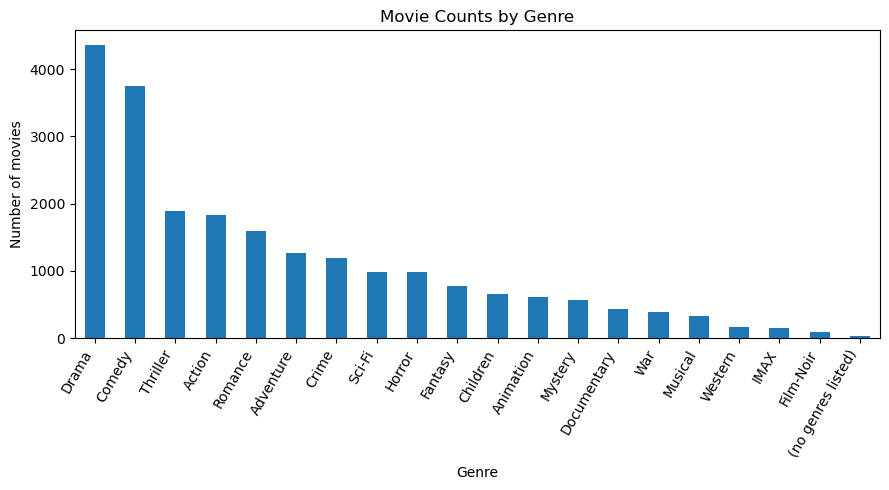 Movie Counts by Genre
Number of movies
4000
3000
2000
1000
0
Drama
Comedy
Thriller
Action
Romance
Adventure
Crime
Sci-Fi
Horror
Fantasy
Children
Animation
Mystery
Documentary
War
Musical
Western
IMAX
Film-Noir
(no genres listed)
Genre